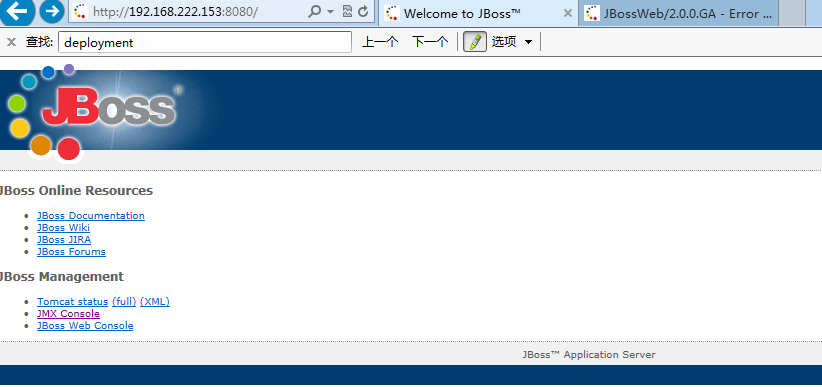 http://192.168.222.153:8080/
Welcome to JBoss™
JBossWeb/2.0.0.GA - Error ...
查找: deployment 上一个 下一个 选项
JBoss®
JBoss Online Resources
JBoss Documentation
JBoss Wiki
JBoss JIRA
JBoss Forums
JBoss Management
Tomcat status (full) (XML)
JMX Console
JBoss Web Console
JBoss™ Application Server